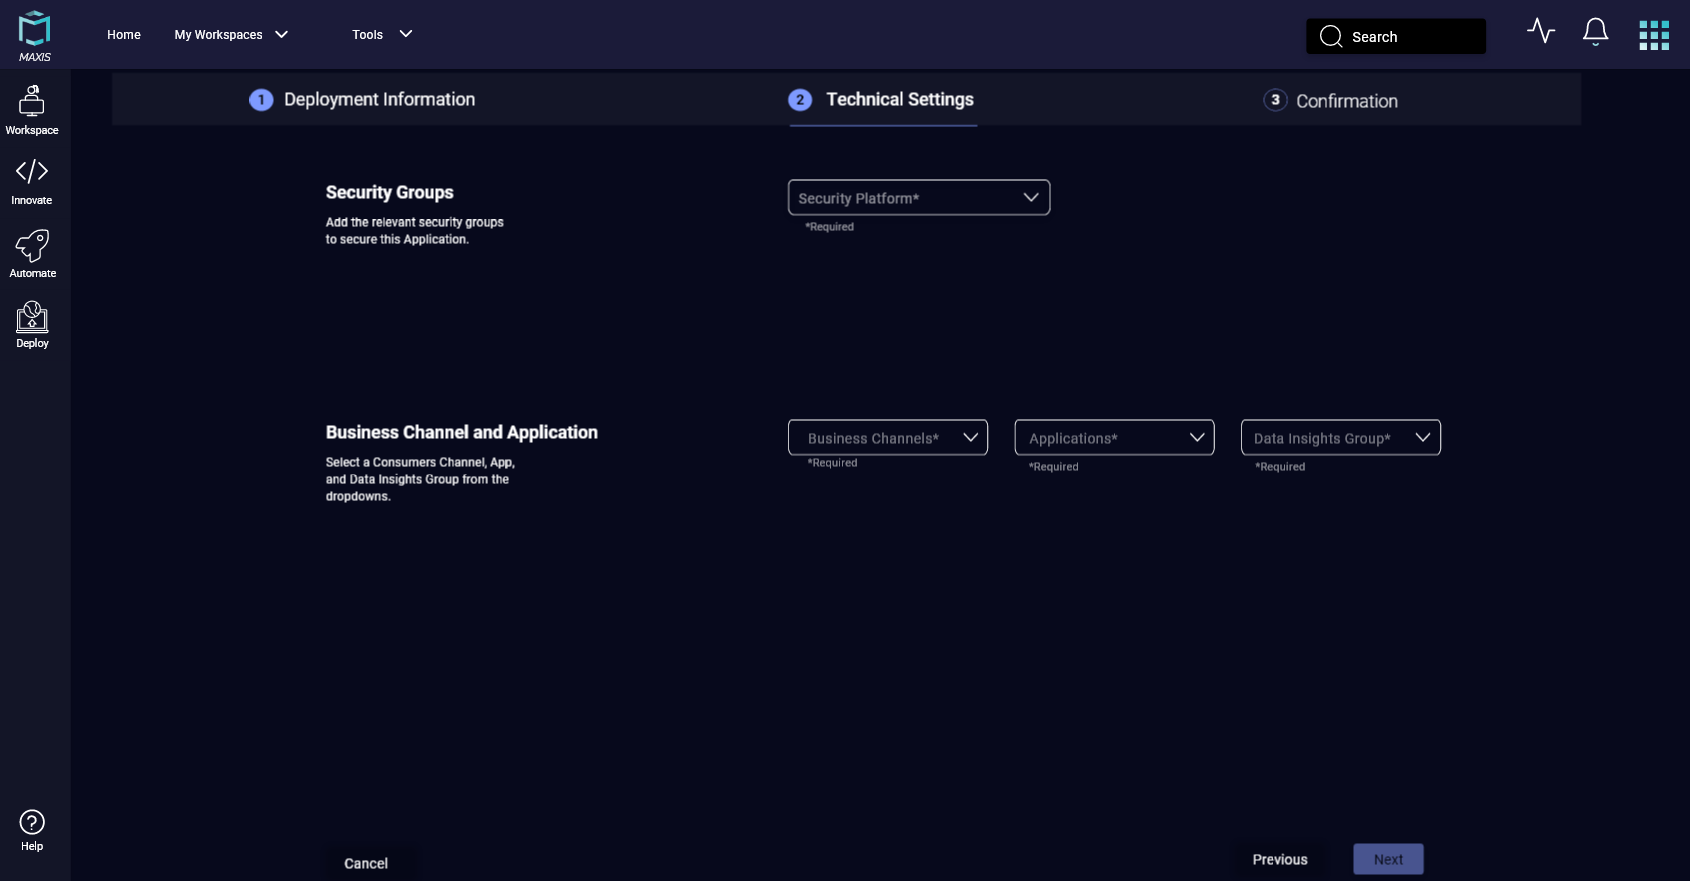 MAXIS
Home
My Workspaces
Tools
Search
Workspace
Innovate
Automate
Deploy
Help
1 Deployment Information
2 Technical Settings
3 Confirmation
Security Groups
Add the relevant security groups
to secure this Application.
Security Platform*
*Required
Business Channel and Application
Select a Consumers Channel, App,
and Data Insights Group from the
dropdowns.
Business Channels*
*Required
Applications*
*Required
Data Insights Group*
*Required
Cancel
Previous
Next